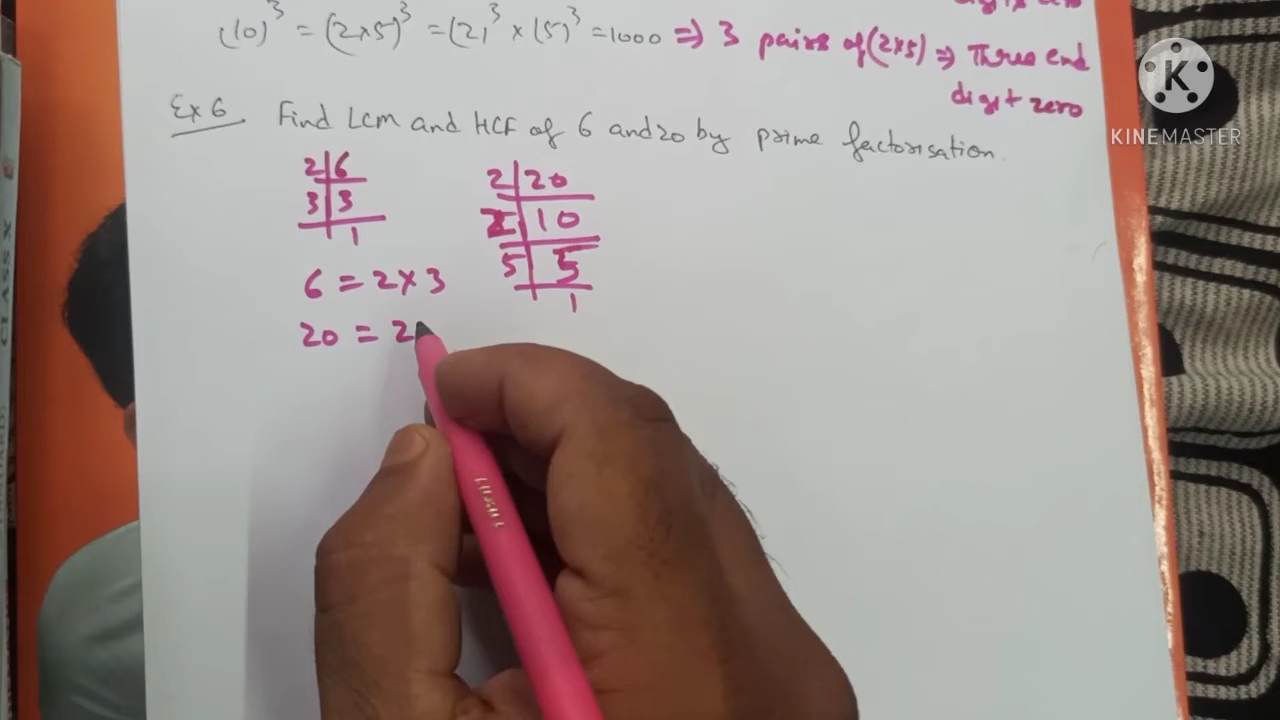 (10)³ = (2×5)³ = (2)³ × (5)³ = 1000 ⇒ 3 pairs of (2×5) ⇒ Three end
digit zero
Ex 6 Find LCM and HCF of 6 and 20 by prime factorisation.
2 | 6
3 | 3
1
2 | 20
2 | 10
5 | 5
1
6 = 2 × 3
20 = 2
K
KINEMASTER
CLASS X